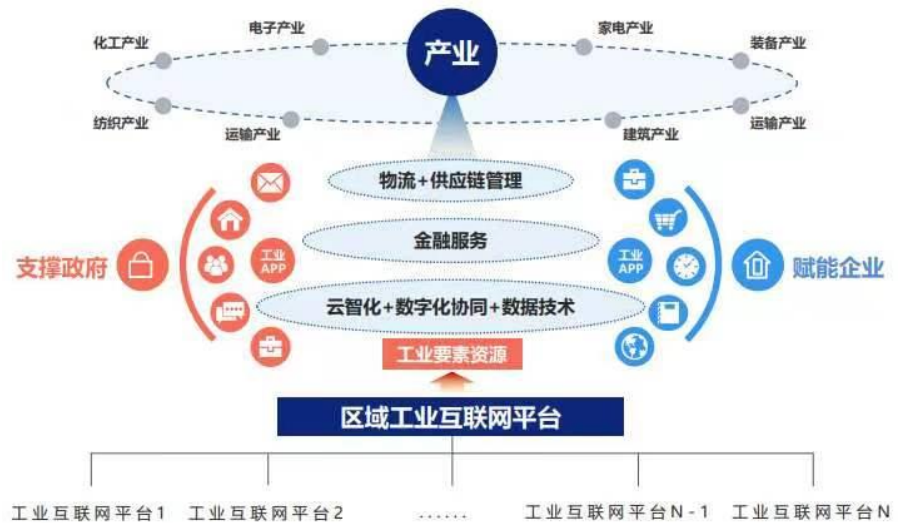 电子产业
家电产业
化工产业
产业
装备产业
纺织产业
运输产业
建筑产业
运输产业
物流+供应链管理
金融服务
支撑政府
工业
APP
工业
APP
赋能企业
云智化+数字化协同+数据技术
工业要素资源
区域工业互联网平台
工业互联网平台1
工业互联网平台2
......
工业互联网平台N-1
工业互联网平台N